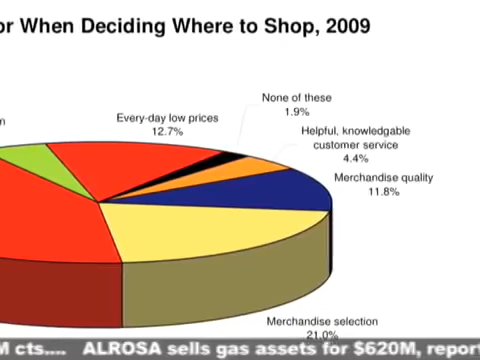 or When Deciding Where to Shop, 2009
None of these
1.9%
Every-day low prices
12.7%
n
Helpful, knowledgable
customer service
4.4%
Merchandise quality
11.8%
Merchandise selection
21.0%
M cts.... ALROSA sells gas assets for $620M, report